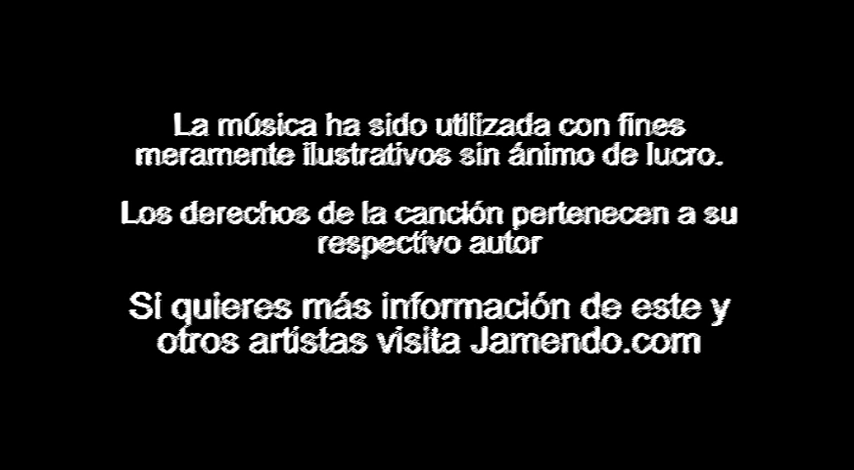 La música ha sido utilizada con fines
meramente ilustrativos sin ánimo de lucro.
Los derechos de la canción pertenecen a su
respectivo autor
Si quieres más información de este y
otros artistas visita Jamendo.com